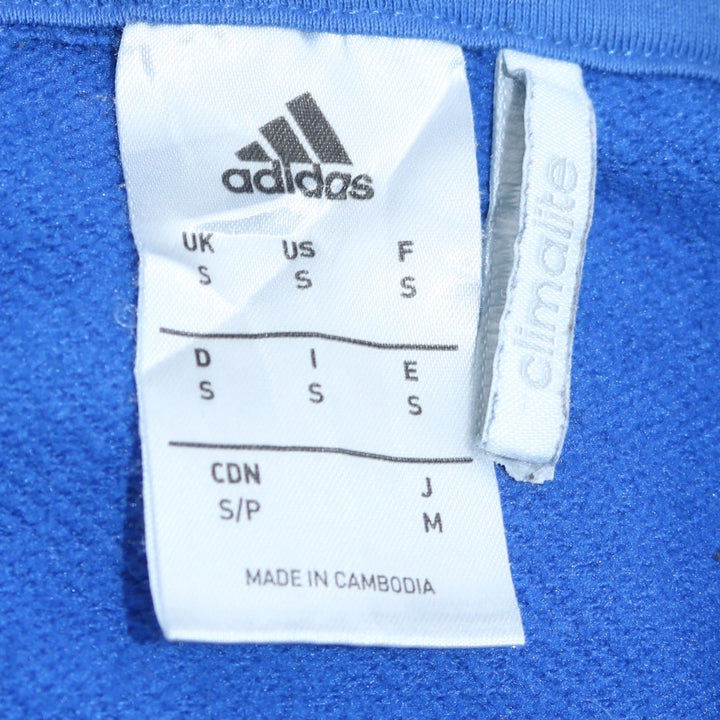 adidas
UK US F
S S S
D I E
S S S
CDN J
S/P M
MADE IN CAMBODIA
climalite